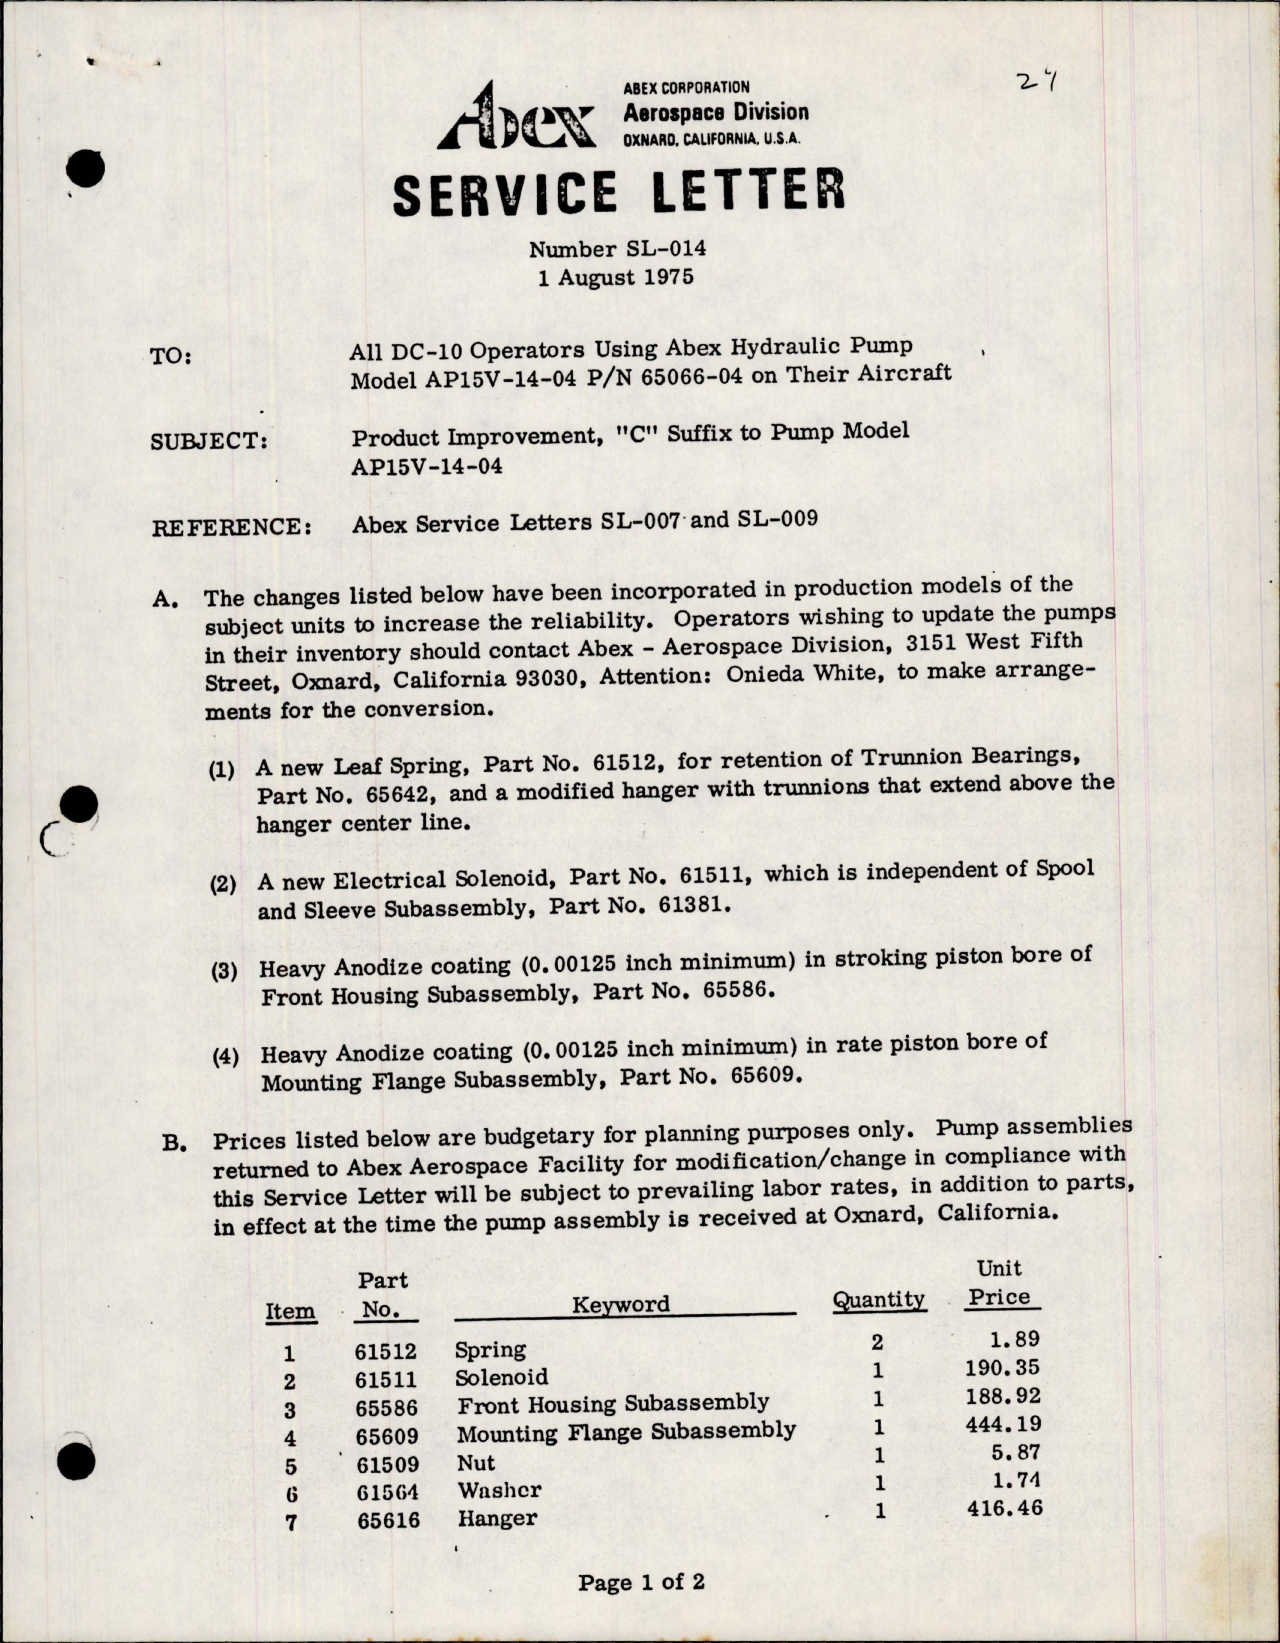 24
Abex
ABEX CORPORATION
Aerospace Division
OXNARD, CALIFORNIA, U.S.A.
SERVICE LETTER
Number SL-014
1 August 1975
TO: All DC-10 Operators Using Abex Hydraulic Pump
Model AP15V-14-04 P/N 65066-04 on Their Aircraft
SUBJECT: Product Improvement, "C" Suffix to Pump Model
AP15V-14-04
REFERENCE: Abex Service Letters SL-007 and SL-009
A. The changes listed below have been incorporated in production models of the
subject units to increase the reliability. Operators wishing to update the pumps
in their inventory should contact Abex - Aerospace Division, 3151 West Fifth
Street, Oxnard, California 93030, Attention: Onieda White, to make arrange-
ments for the conversion.
(1) A new Leaf Spring, Part No. 61512, for retention of Trunnion Bearings,
Part No. 65642, and a modified hanger with trunnions that extend above the
hanger center line.
(2) A new Electrical Solenoid, Part No. 61511, which is independent of Spool
and Sleeve Subassembly, Part No. 61381.
(3) Heavy Anodize coating (0.00125 inch minimum) in stroking piston bore of
Front Housing Subassembly, Part No. 65586.
(4) Heavy Anodize coating (0.00125 inch minimum) in rate piston bore of
Mounting Flange Subassembly, Part No. 65609.
B. Prices listed below are budgetary for planning purposes only. Pump assemblies
returned to Abex Aerospace Facility for modification/change in compliance with
this Service Letter will be subject to prevailing labor rates, in addition to parts,
in effect at the time the pump assembly is received at Oxnard, California.
Part Unit
Item No. Keyword Quantity Price
1 61512 Spring 2 1.89
2 61511 Solenoid 1 190.35
3 65586 Front Housing Subassembly 1 188.92
4 65609 Mounting Flange Subassembly 1 444.19
5 61509 Nut 1 5.87
6 61564 Washer 1 1.74
7 65616 Hanger 1 416.46
Page 1 of 2